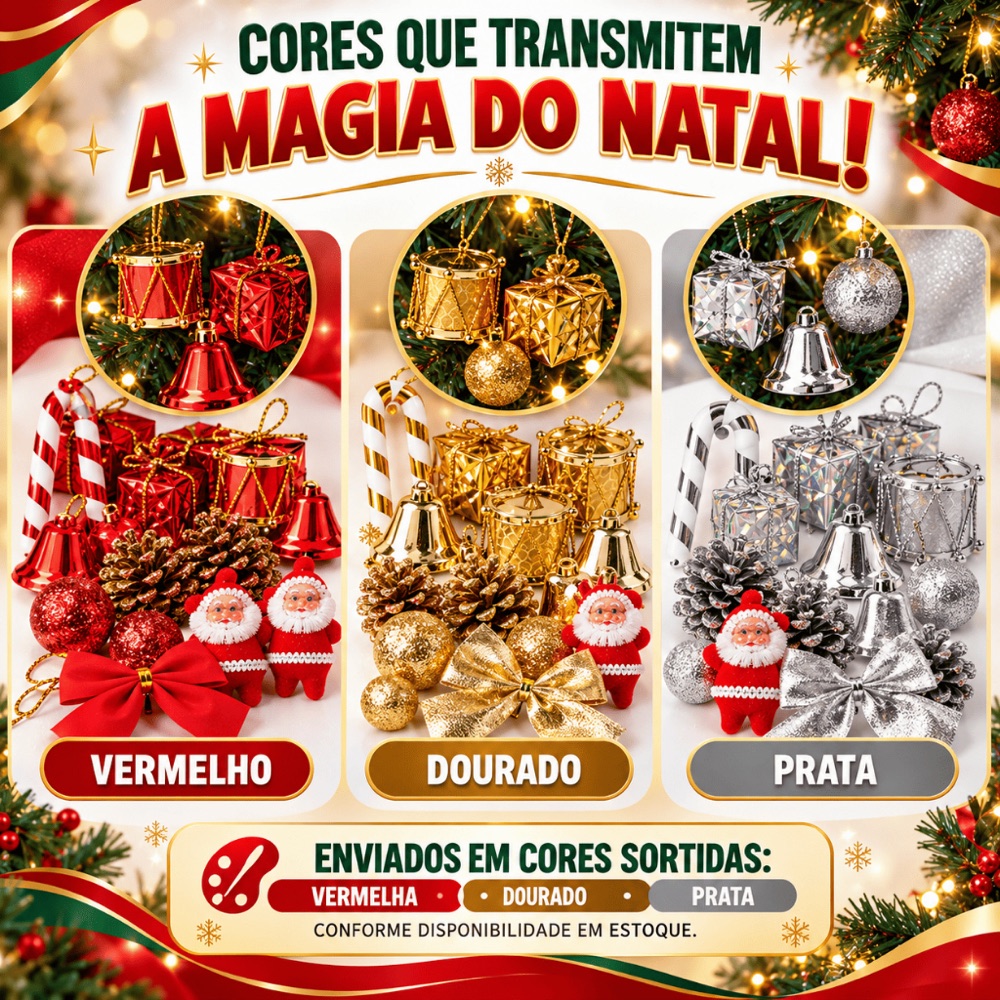 CORES QUE TRANSMITEM
A MAGIA DO NATAL!
VERMELHO
DOURADO
PRATA
ENVIADOS EM CORES SORTIDAS:
VERMELHA • DOURADO • PRATA
CONFORME DISPONIBILIDADE EM ESTOQUE.